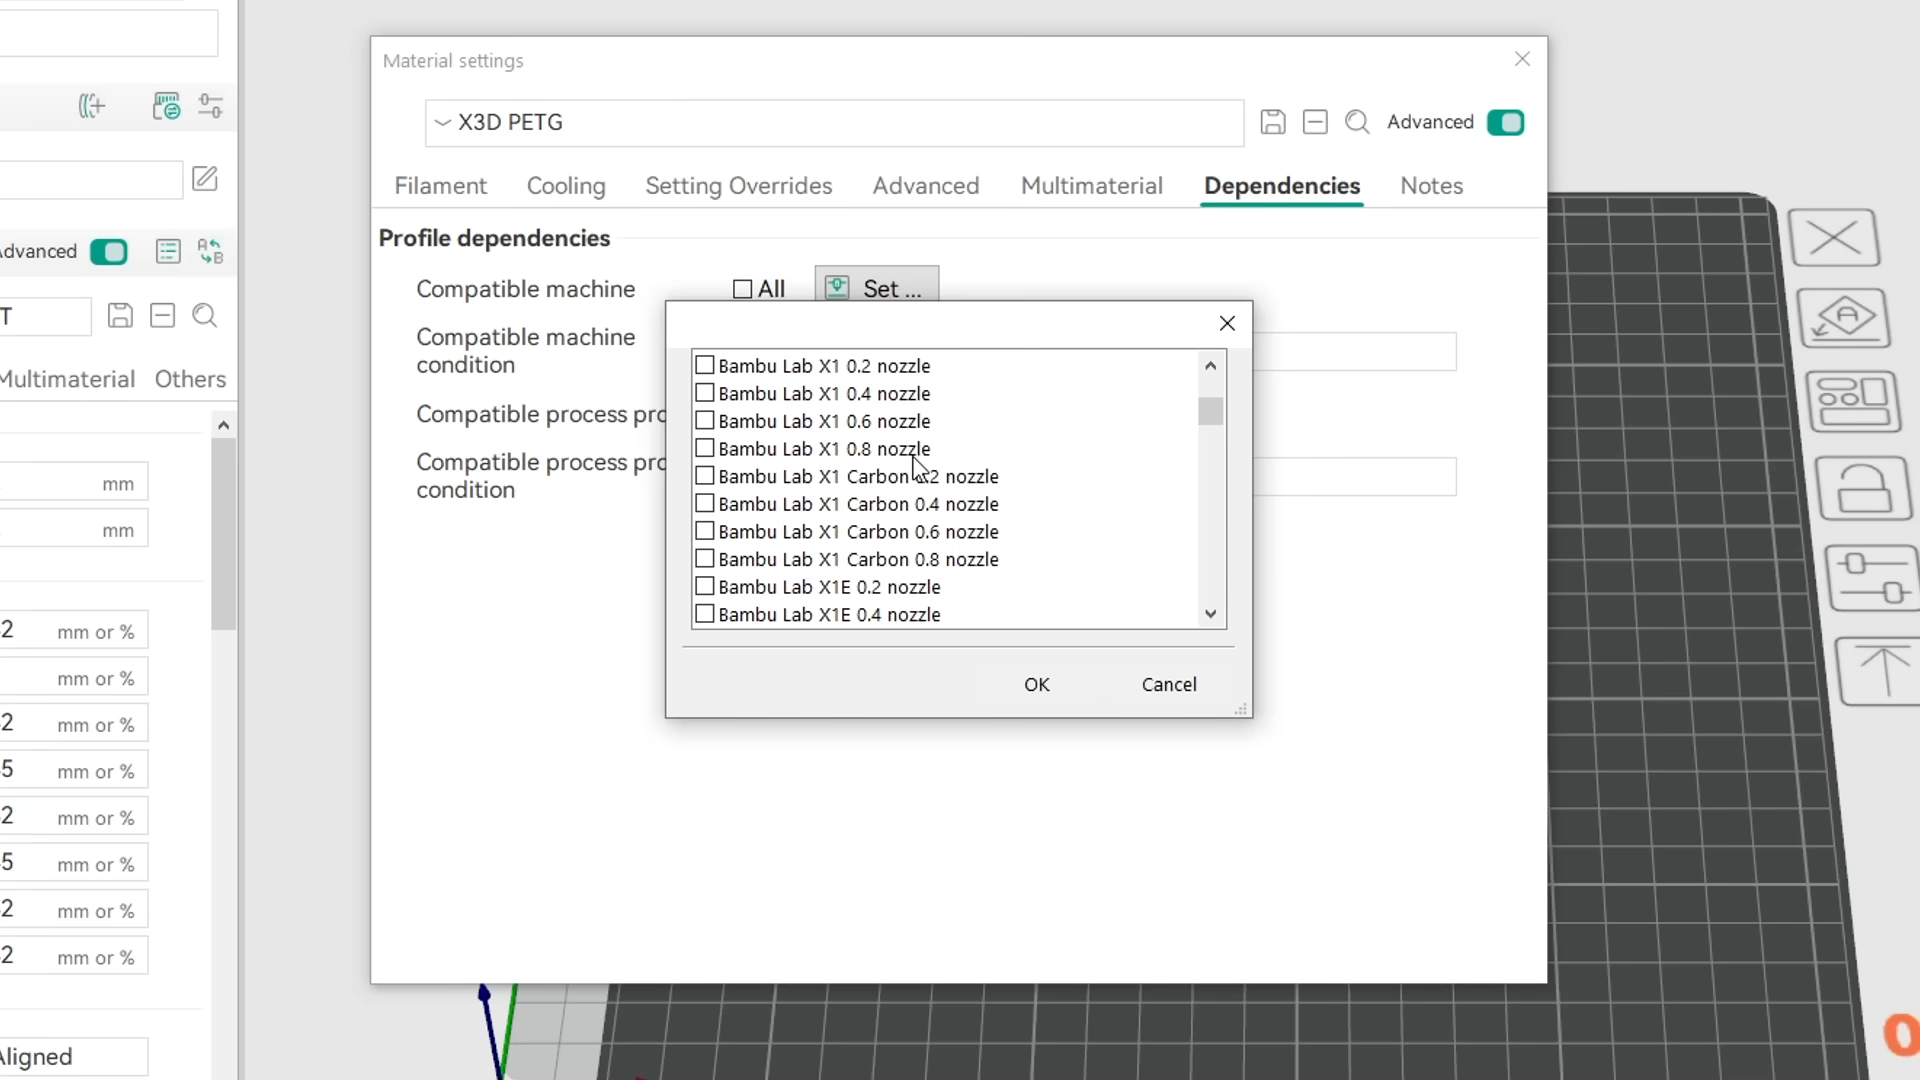 Material settings
X3D PETG
Advanced
Filament
Cooling
Setting Overrides
Advanced
Multimaterial
Dependencies
Notes
Profile dependencies
Compatible machine
All
Set ...
Compatible machine
condition
Compatible process pro
Compatible process pro
condition
Bambu Lab X1 0.2 nozzle
Bambu Lab X1 0.4 nozzle
Bambu Lab X1 0.6 nozzle
Bambu Lab X1 0.8 nozzle
Bambu Lab X1 Carbon 0.2 nozzle
Bambu Lab X1 Carbon 0.4 nozzle
Bambu Lab X1 Carbon 0.6 nozzle
Bambu Lab X1 Carbon 0.8 nozzle
Bambu Lab X1E 0.2 nozzle
Bambu Lab X1E 0.4 nozzle
OK
Cancel
Advanced
T
Multimaterial
Others
mm
mm
2 mm or %
mm or %
2 mm or %
5 mm or %
2 mm or %
5 mm or %
2 mm or %
2 mm or %
Aligned
A
A
B
0